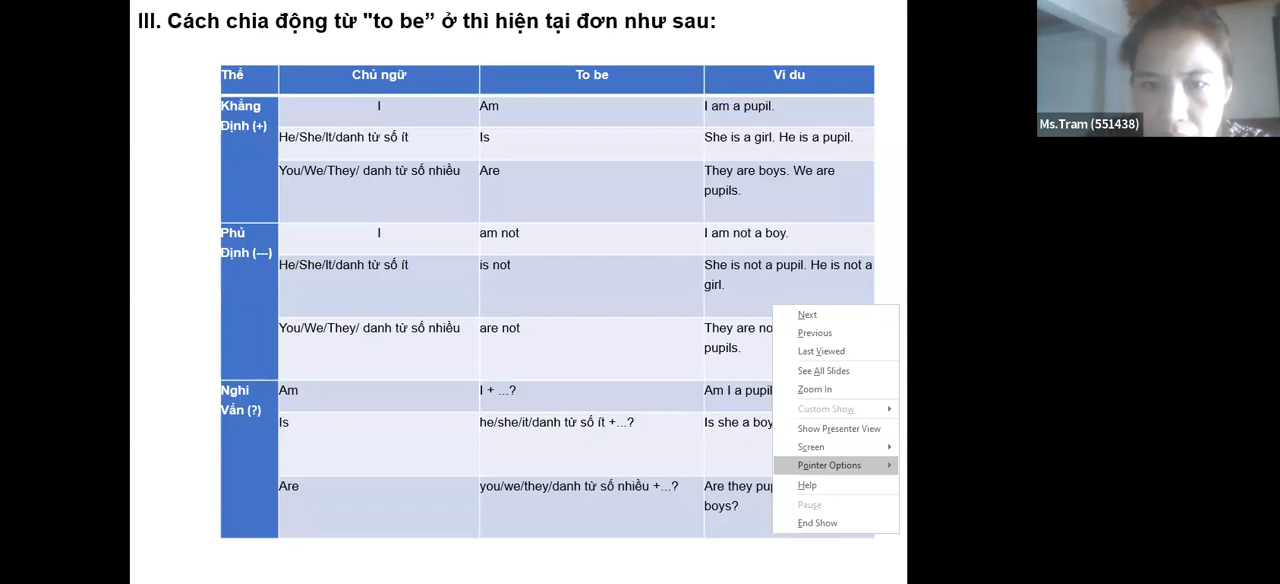 III. Cách chia động từ "to be” ở thì hiện tại đơn như sau:
Thể Chủ ngữ To be Vi du
Khẳng Định (+) I Am I am a pupil.
He/She/It/danh từ số ít Is She is a girl. He is a pupil.
You/We/They/ danh từ số nhiều Are They are boys. We are
pupils.
Phủ Định (---) I am not I am not a boy.
He/She/It/danh từ số ít is not She is not a pupil. He is not a
girl.
You/We/They/ danh từ số nhiều are not They are
pupils.
Nghi Vấn (?) Am I + ...? Am I a pupil
Is he/she/it/danh từ số ít +...? Is she a boy
Are you/we/they/danh từ số nhiều +...? Are they
boys?
Next
Previous
Last Viewed
See All Slides
Zoom In
Custom Show
Show Presenter View
Screen
Pointer Options
Help
Pause
End Show
Ms.Tram (551438)